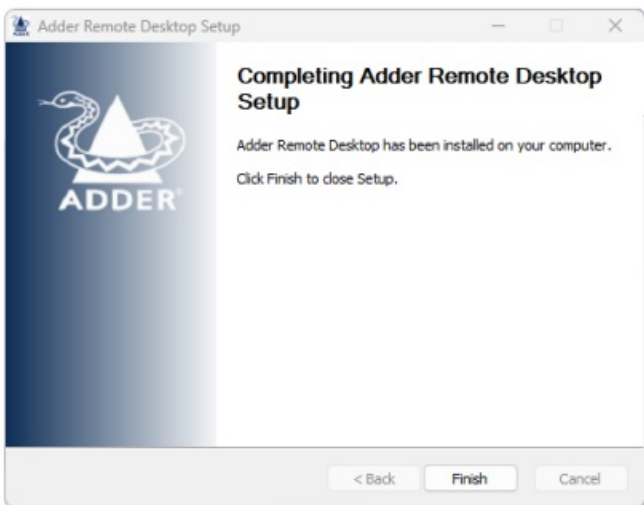 Adder Remote Desktop Setup
Completing Adder Remote Desktop
Setup
Adder Remote Desktop has been installed on your computer.
Click Finish to close Setup.
ADDER®
< Back
Finish
Cancel